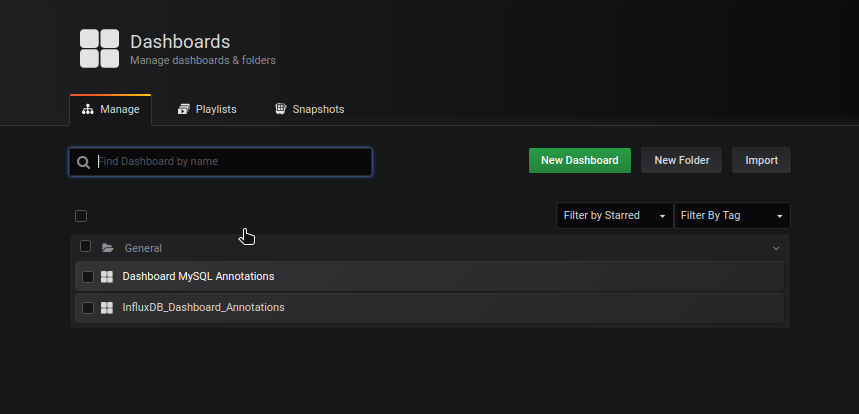 Dashboards
Manage dashboards & folders
Manage Playlists Snapshots
Find Dashboard by name New Dashboard New Folder Import
Filter by Starred Filter By Tag
General
Dashboard MySQL Annotations
InfluxDB_Dashboard_Annotations